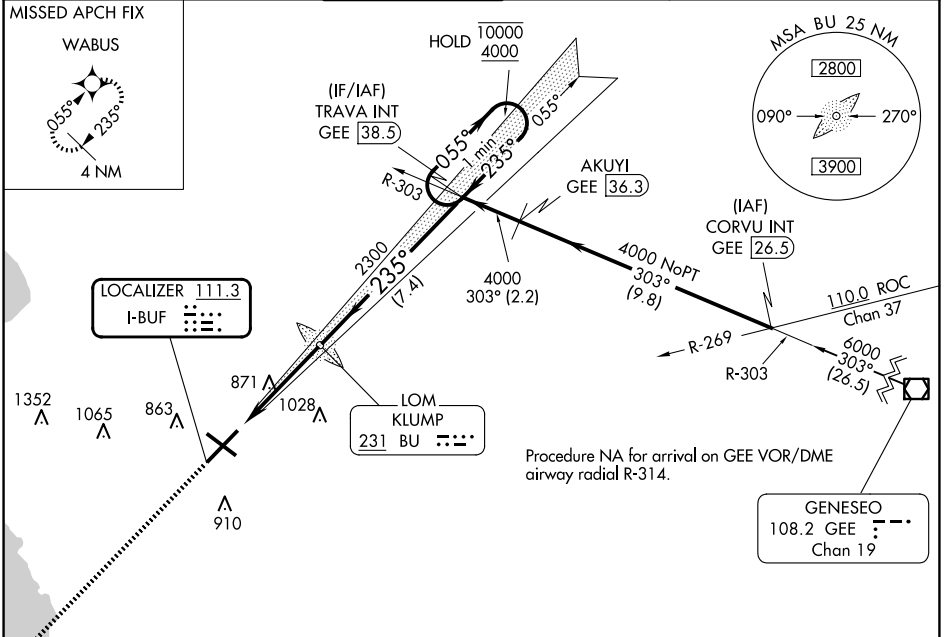 MISSED APCH FIX
WABUS
055°
235°
4 NM
HOLD 10000
4000
(IF/IAF)
TRAVA INT
GEE 38.5
055°
1 min
235°
055°
R-303
MSA BU 25 NM
2800
090°
270°
3900
AKUYI
GEE 36.3
(IAF)
CORVU INT
GEE 26.5
4000 NoPT
303°
(9.8)
4000
303° (2.2)
2300
235°
(7.4)
LOCALIZER 111.3
I-BUF
110.0 ROC
Chan 37
R-269
R-303
6000
303°
(26.5)
871
1028
1352
1065
863
910
LOM
KLUMP
231 BU
Procedure NA for arrival on GEE VOR/DME
airway radial R-314.
GENESEO
108.2 GEE
Chan 19